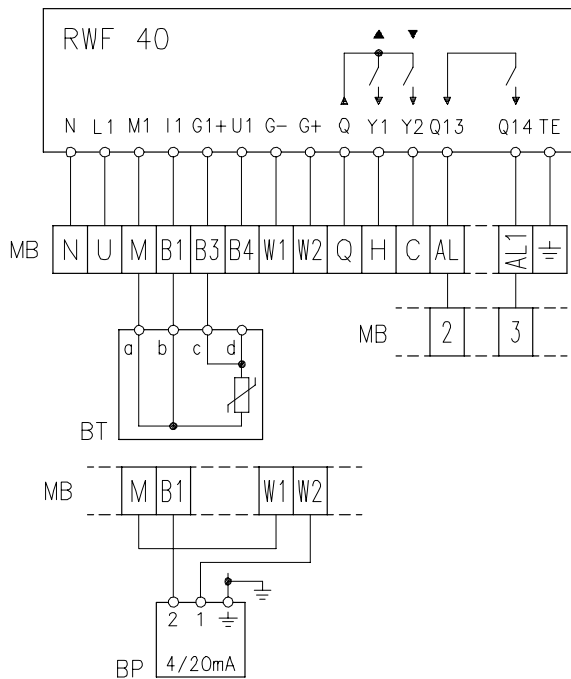 RWF 40
N L1 M1 I1 G1+ U1 G- G+ Q Y1 Y2 Q13 Q14 TE
MB N U M B1 B3 B4 W1 W2 Q H C AL AL1
MB 2 3
a b c d
BT
MB M B1 W1 W2
2 1
BP 4/20mA